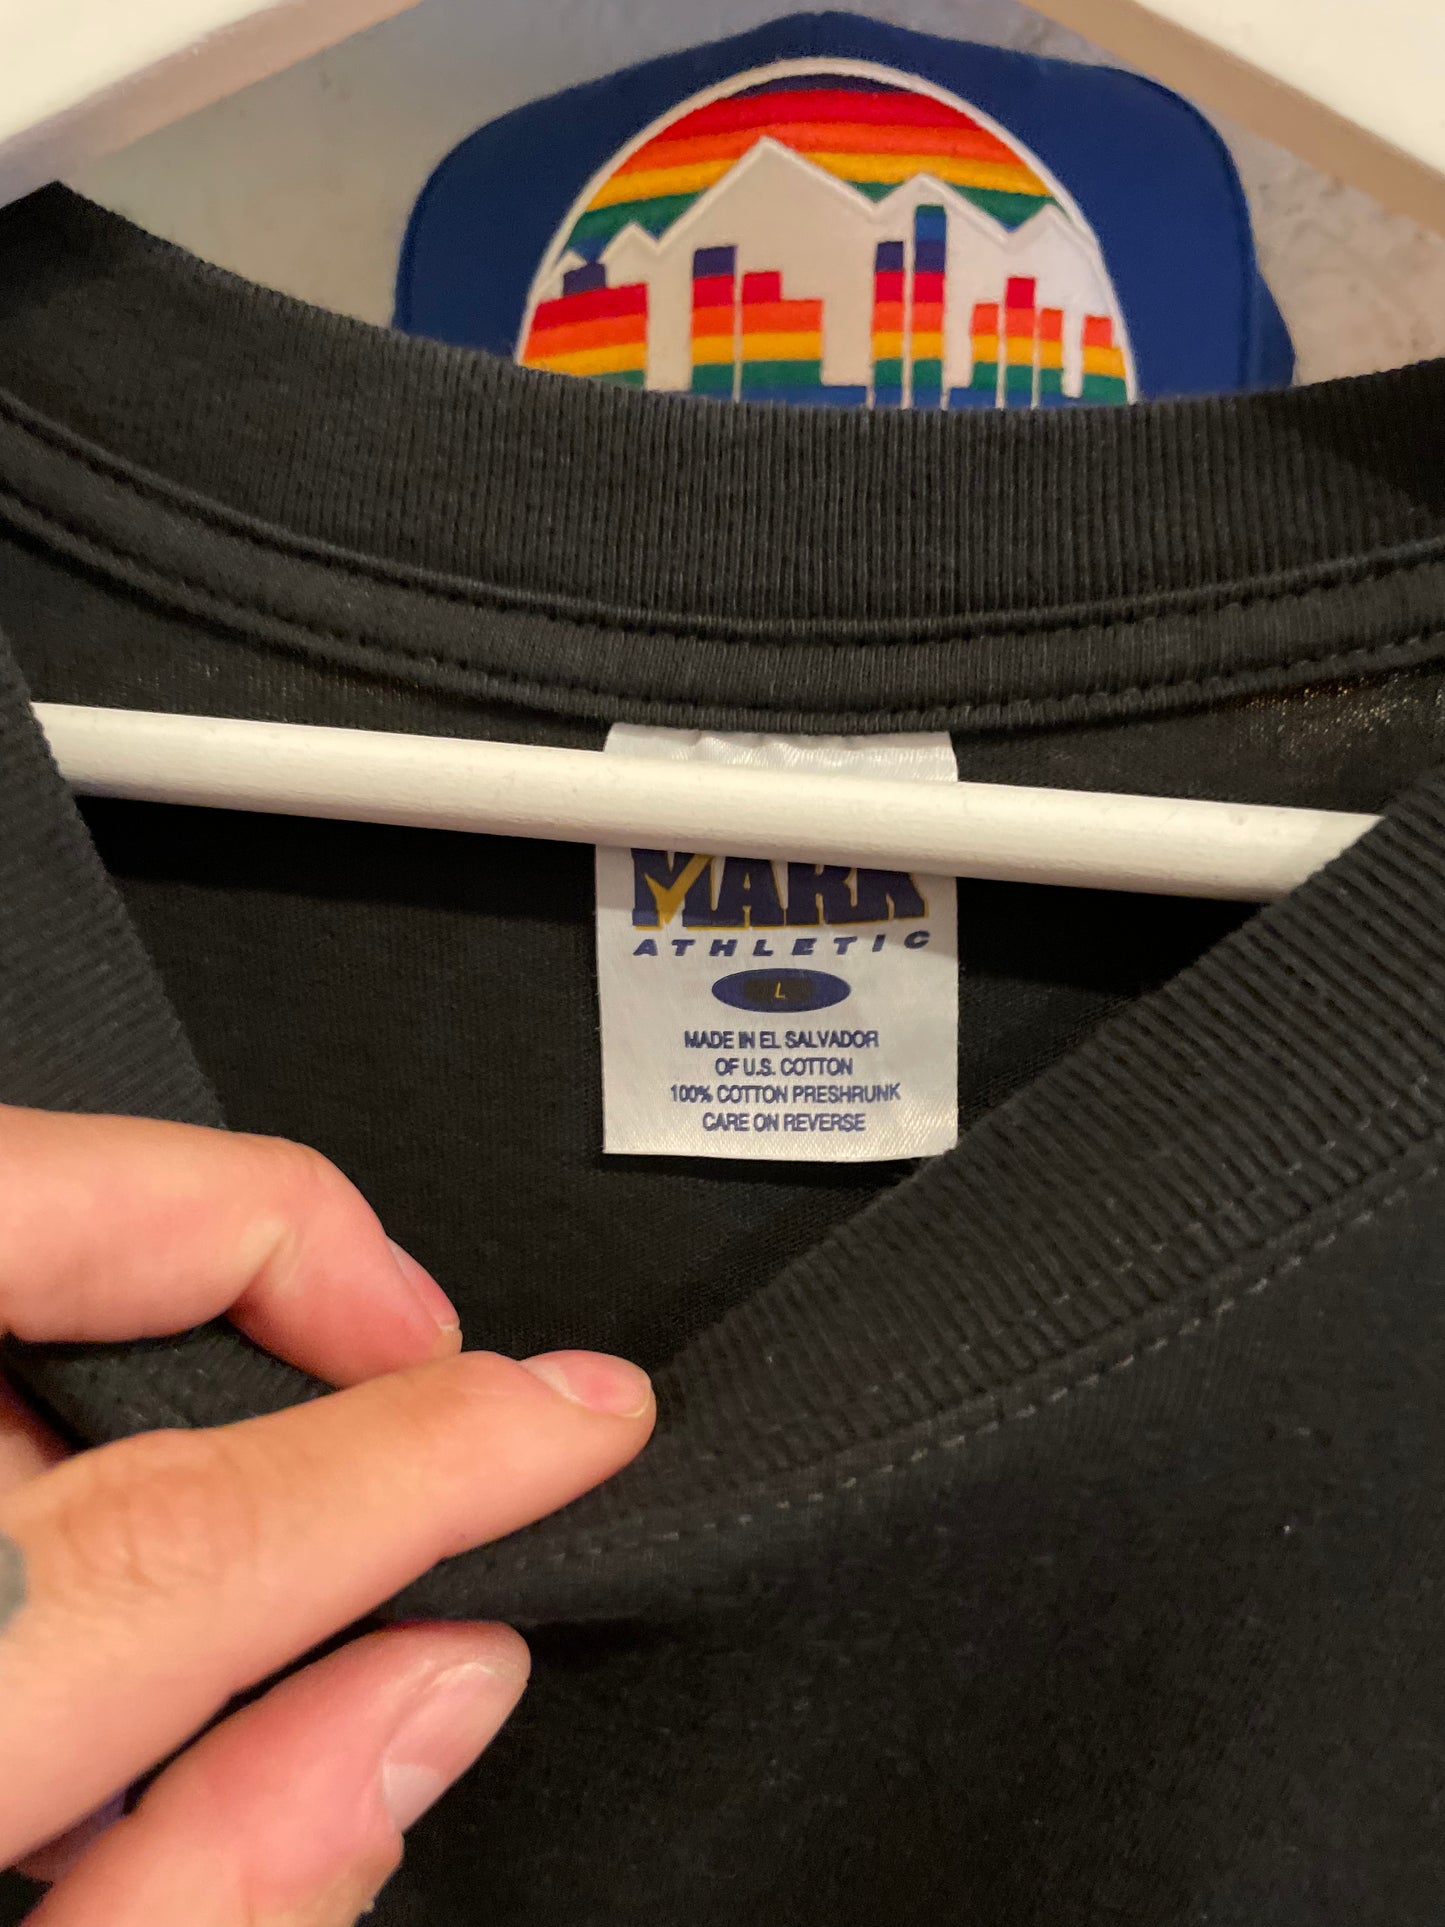 MARK
ATHLETIC
L
MADE IN EL SALVADOR
OF U.S. COTTON
100% COTTON PRESHRUNK
CARE ON REVERSE